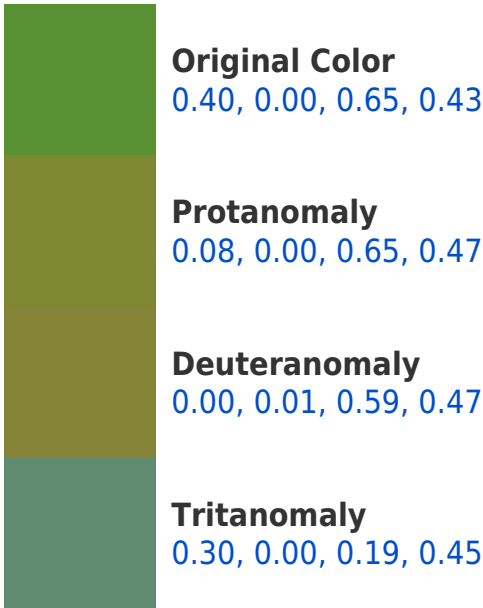 Original Color
0.40, 0.00, 0.65, 0.43
Protanomaly
0.08, 0.00, 0.65, 0.47
Deuteranomaly
0.00, 0.01, 0.59, 0.47
Tritanomaly
0.30, 0.00, 0.19, 0.45